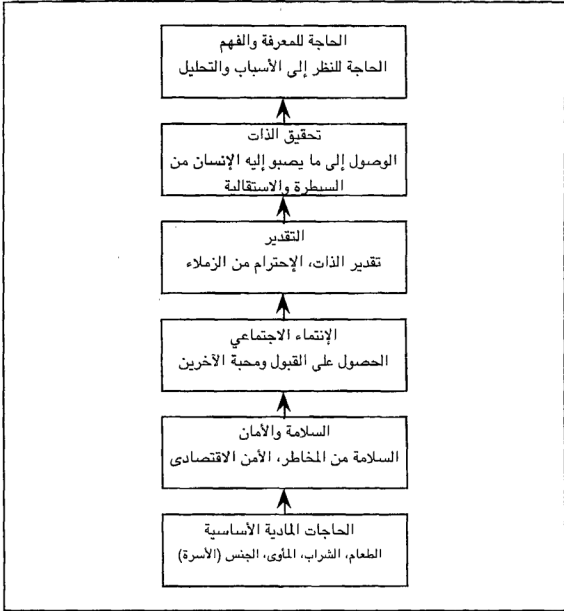 الحاجة للمعرفة والفهم
الحاجة للنظر إلى الأسباب والتحليل
تحقيق الذات
الوصول إلى ما يصبو إليه الإنسان من
السيطرة والاستقالية
التقدير
تقدير الذات، الإحترام من الزملاء
الإنتماء الاجتماعي
الحصول على القبول ومحبة الآخرين
السلامة والأمان
السلامة من المخاطر، الأمن الاقتصادى
الحاجات المادية الأساسية
الطعام، الشراب، المأوى، الجنس (الأسرة)